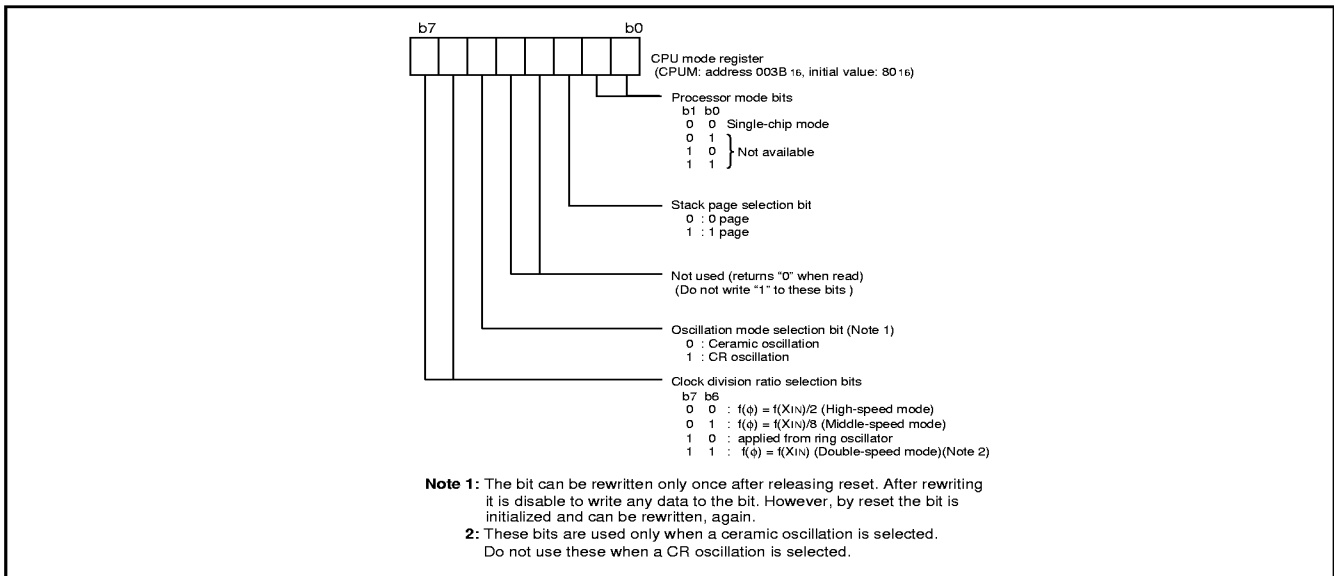 b7 b0
CPU mode register
(CPUM: address 003B 16, initial value: 80 16)
Processor mode bits
b1 b0
0 0 Single-chip mode
0 1
1 0 Not available
1 1
Stack page selection bit
0 : 0 page
1 : 1 page
Not used (returns “0” when read)
(Do not write “1” to these bits )
Oscillation mode selection bit (Note 1)
0 : Ceramic oscillation
1 : CR oscillation
Clock division ratio selection bits
b7 b6
0 0 : f(ϕ) = f(XIN)/2 (High-speed mode)
0 1 : f(ϕ) = f(XIN)/8 (Middle-speed mode)
1 0 : applied from ring oscillator
1 1 : f(ϕ) = f(XIN) (Double-speed mode)(Note 2)
Note 1: The bit can be rewritten only once after releasing reset. After rewriting
it is disable to write any data to the bit. However, by reset the bit is
initialized and can be rewritten, again.
2: These bits are used only when a ceramic oscillation is selected.
Do not use these when a CR oscillation is selected.